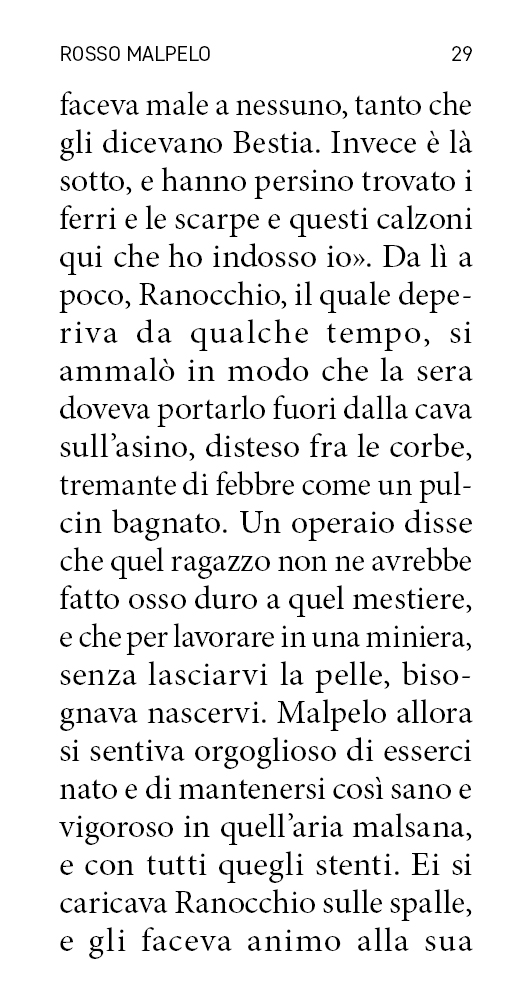 ROSSO MALPELO 29
faceva male a nessuno, tanto che
gli dicevano Bestia. Invece è là
sotto, e hanno persino trovato i
ferri e le scarpe e questi calzoni
qui che ho indosso io». Da lì a
poco, Ranocchio, il quale depe-
riva da qualche tempo, si
ammalò in modo che la sera
doveva portarlo fuori dalla cava
sull’asino, disteso fra le corbe,
tremante di febbre come un pul-
cin bagnato. Un operaio disse
che quel ragazzo non ne avrebbe
fatto osso duro a quel mestiere,
e che per lavorare in una miniera,
senza lasciarvi la pelle, biso-
gnava nascervi. Malpelo allora
si sentiva orgoglioso di esserci
nato e di mantenersi così sano e
vigoroso in quell’aria malsana,
e con tutti quegli stenti. Ei si
caricava Ranocchio sulle spalle,
e gli faceva animo alla sua